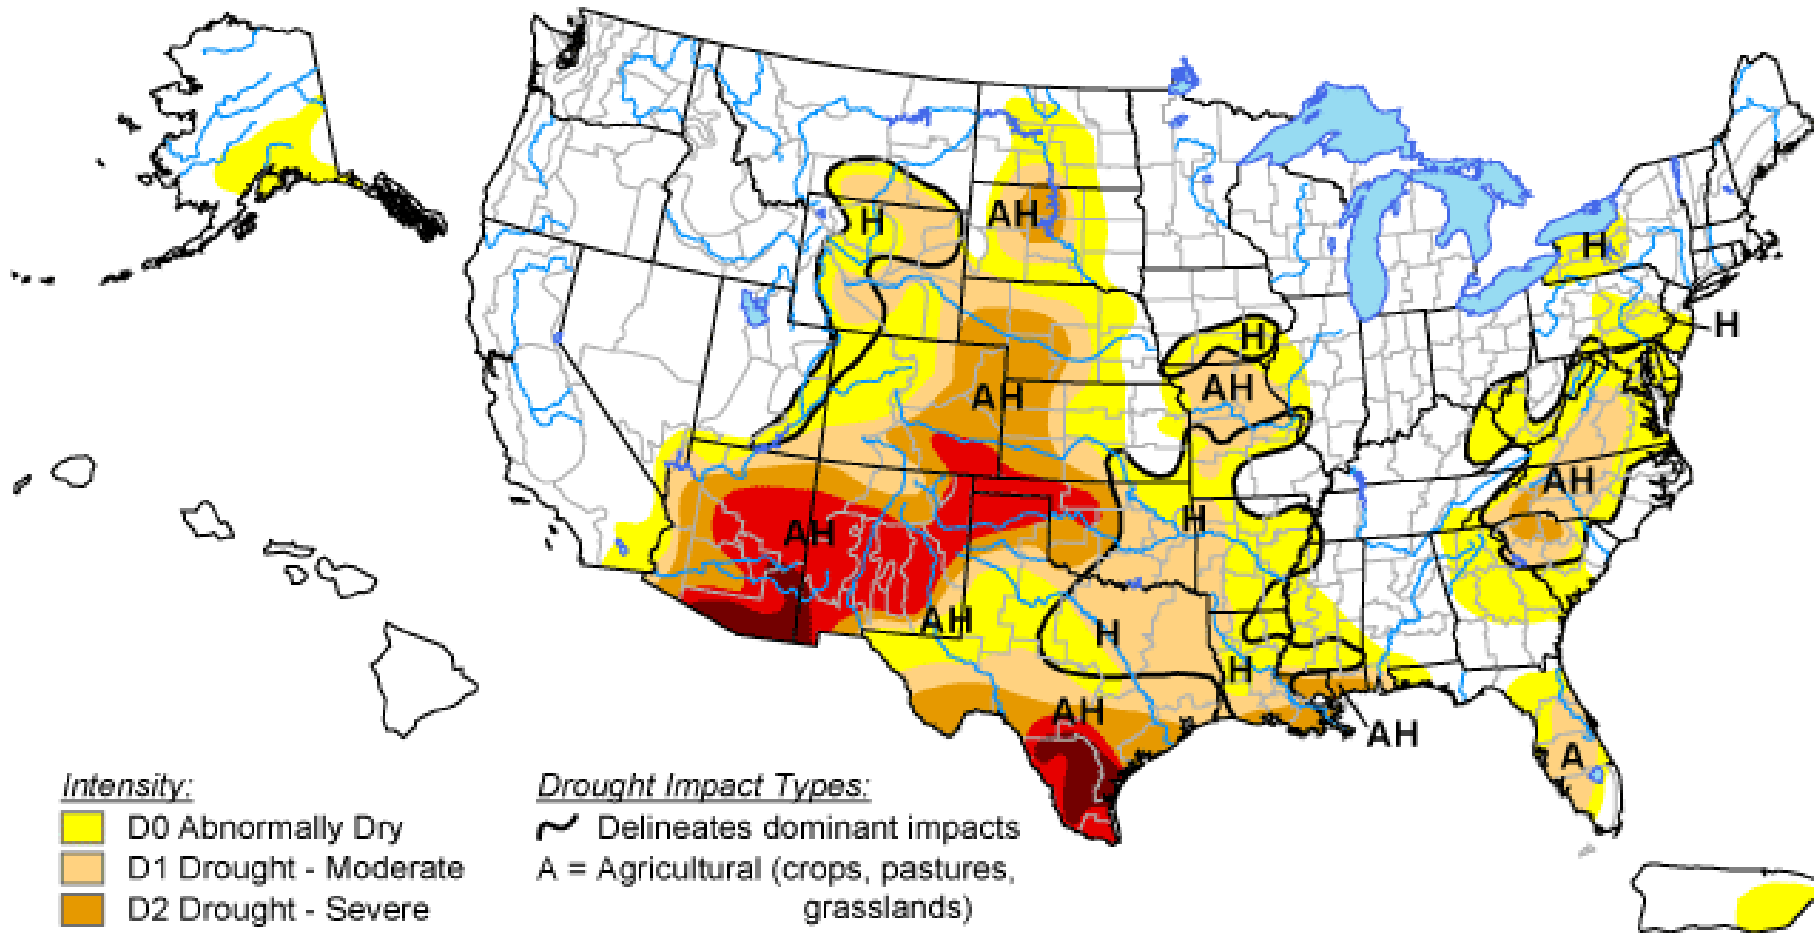 H
AH
H
H
H
AH
AH
AH
H
AH
AH
H
H
AH
AH
A
Intensity:
D0 Abnormally Dry
D1 Drought - Moderate
D2 Drought - Severe
Drought Impact Types:
Delineates dominant impacts
A = Agricultural (crops, pastures,
grasslands)